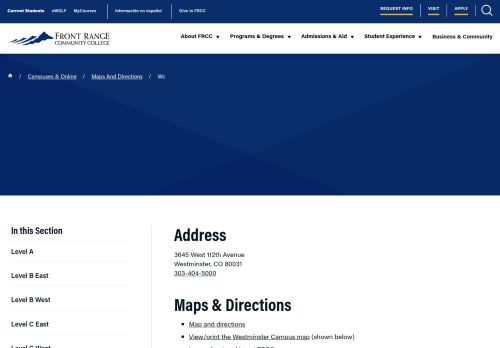 Current Students eWOLF MyCourses Información en español Give to FRCC REQUEST INFO VISIT APPLY
FRONT RANGE
COMMUNITY COLLEGE
About FRCC Programs & Degrees Admissions & Aid Student Experience Business & Community
/ Campuses & Online / Maps And Directions /
In this Section
Level A
Level B East
Level B West
Level C East
Level C West
Address
3645 West 112th Avenue
Westminster, CO 80031
303-404-5000
Maps & Directions
Map and directions
View/print the Westminster Campus map (shown below)